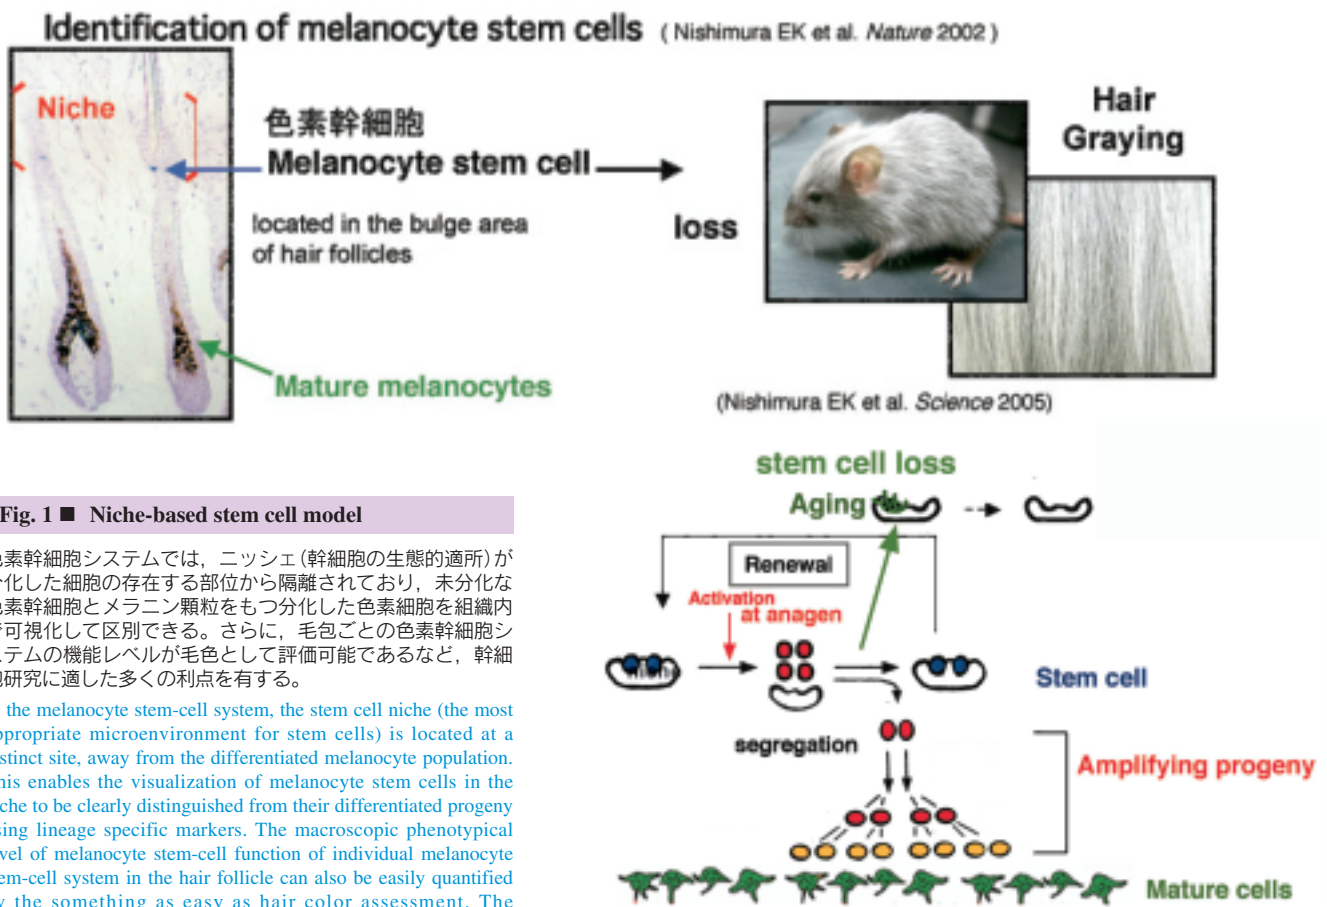 Identification of melanocyte stem cells ( Nishimura EK et al. Nature 2002 )
Niche
色素幹細胞
Melanocyte stem cell
located in the bulge area
of hair follicles
Mature melanocytes
loss
Hair
Graying
(Nishimura EK et al. Science 2005)
Fig. 1 ■ Niche-based stem cell model
色素幹細胞システムでは，ニッシェ（幹細胞の生態的適所）が
分化した細胞の存在する部位から隔離されており，未分化な
色素幹細胞とメラニン顆粒をもつ分化した色素細胞を組織内
で可視化して区別できる。さらに，毛包ごとの色素幹細胞シ
ステムの機能レベルが毛色として評価可能であるなど，幹細
胞研究に適した多くの利点を有する。
the melanocyte stem-cell system, the stem cell niche (the most
appropriate microenvironment for stem cells) is located at a
distinct site, away from the differentiated melanocyte population.
This enables the visualization of melanocyte stem cells in the
niche to be clearly distinguished from their differentiated progeny
using lineage specific markers. The macroscopic phenotypical
level of melanocyte stem-cell function of individual melanocyte
stem-cell system in the hair follicle can also be easily quantified
by the something as easy as hair color assessment. The
stem cell loss
Aging
Renewal
Activation
at anagen
Stem cell
segregation
Amplifying progeny
Mature cells